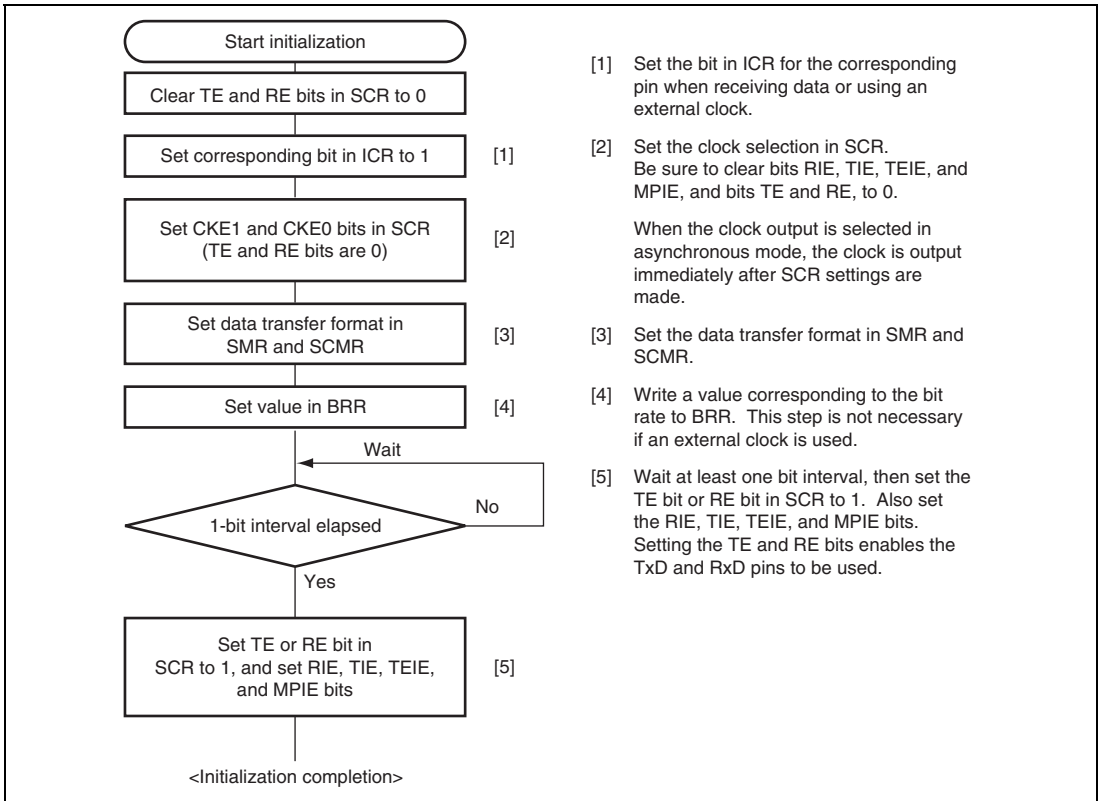 Start initialization
Clear TE and RE bits in SCR to 0
Set corresponding bit in ICR to 1
[1]
Set CKE1 and CKE0 bits in SCR
(TE and RE bits are 0)
[2]
Set data transfer format in
SMR and SCMR
[3]
Set value in BRR
[4]
Wait
No
1-bit interval elapsed
Yes
Set TE or RE bit in
SCR to 1, and set RIE, TIE, TEIE,
and MPIE bits
[5]
<Initialization completion>
[1] Set the bit in ICR for the corresponding
pin when receiving data or using an
external clock.
[2] Set the clock selection in SCR.
Be sure to clear bits RIE, TIE, TEIE, and
MPIE, and bits TE and RE, to 0.
When the clock output is selected in
asynchronous mode, the clock is output
immediately after SCR settings are
made.
[3] Set the data transfer format in SMR and
SCMR.
[4] Write a value corresponding to the bit
rate to BRR. This step is not necessary
if an external clock is used.
[5] Wait at least one bit interval, then set the
TE bit or RE bit in SCR to 1. Also set
the RIE, TIE, TEIE, and MPIE bits.
Setting the TE and RE bits enables the
TxD and RxD pins to be used.